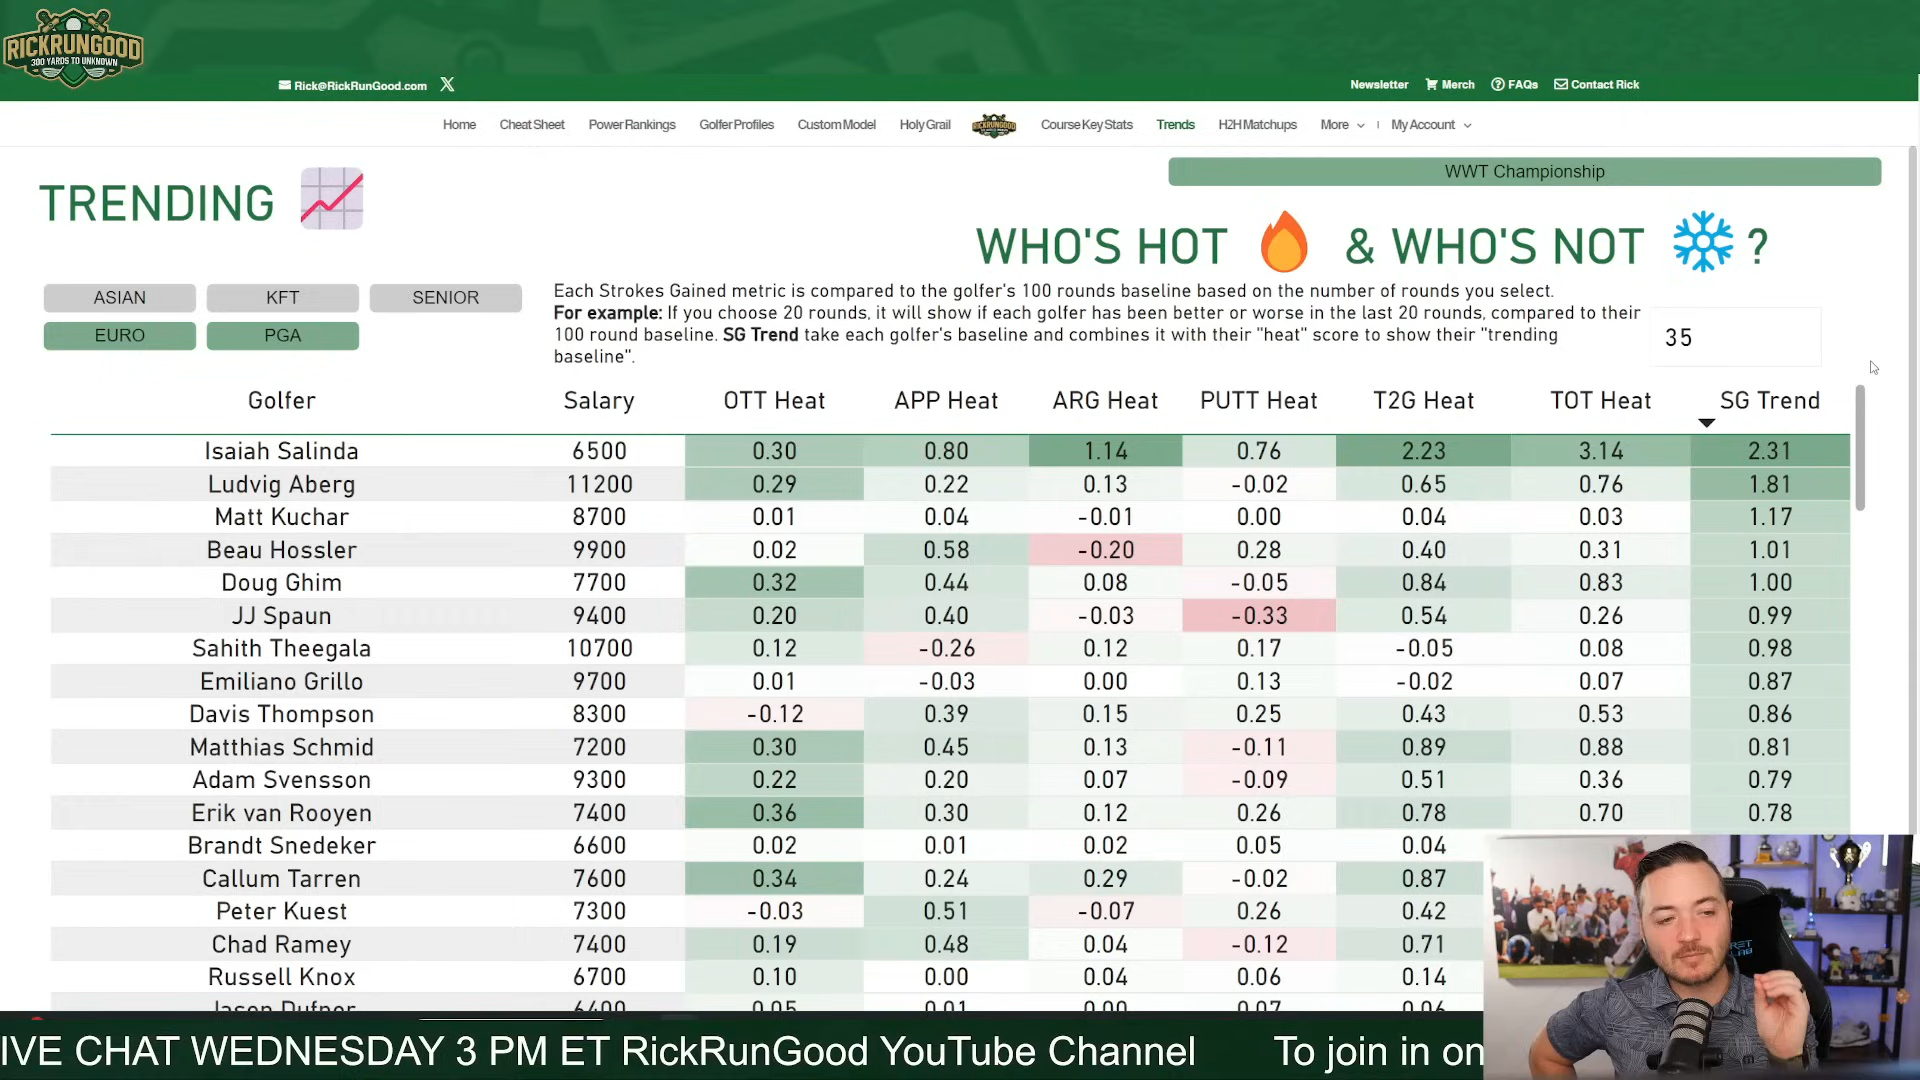 RICKRUNGOOD
300 YARDS TO UNKNOWN
Rick@RickRunGood.com
Newsletter Merch FAQs Contact Rick
Home Cheat Sheet Power Rankings Golfer Profiles Custom Model Holy Grail RICKRUNGOOD Course Key Stats Trends H2H Matchups More My Account
WWT Championship
TRENDING
WHO'S HOT & WHO'S NOT ?
ASIAN KFT SENIOR
EURO PGA
Each Strokes Gained metric is compared to the golfer's 100 rounds baseline based on the number of rounds you select.
For example: If you choose 20 rounds, it will show if each golfer has been better or worse in the last 20 rounds, compared to their
100 round baseline. SG Trend take each golfer's baseline and combines it with their "heat" score to show their "trending
baseline".
35
Golfer Salary OTT Heat APP Heat ARG Heat PUTT Heat T2G Heat TOT Heat SG Trend
Isaiah Salinda 6500 0.30 0.80 1.14 0.76 2.23 3.14 2.31
Ludvig Aberg 11200 0.29 0.22 0.13 -0.02 0.65 0.76 1.81
Matt Kuchar 8700 0.01 0.04 -0.01 0.00 0.04 0.03 1.17
Beau Hossler 9900 0.02 0.58 -0.20 0.28 0.40 0.31 1.01
Doug Ghim 7700 0.32 0.44 0.08 -0.05 0.84 0.83 1.00
JJ Spaun 9400 0.20 0.40 -0.03 -0.33 0.54 0.26 0.99
Sahith Theegala 10700 0.12 -0.26 0.12 0.17 -0.05 0.08 0.98
Emiliano Grillo 9700 0.01 -0.03 0.00 0.13 -0.02 0.07 0.87
Davis Thompson 8300 -0.12 0.39 0.15 0.25 0.43 0.53 0.86
Matthias Schmid 7200 0.30 0.45 0.13 -0.11 0.89 0.88 0.81
Adam Svensson 9300 0.22 0.20 0.07 -0.09 0.51 0.36 0.79
Erik van Rooyen 7400 0.36 0.30 0.12 0.26 0.78 0.70 0.78
Brandt Snedeker 6600 0.02 0.01 0.02 0.05 0.04
Callum Tarren 7600 0.34 0.24 0.29 -0.02 0.87
Peter Kuest 7300 -0.03 0.51 -0.07 0.26 0.42
Chad Ramey 7400 0.19 0.48 0.04 -0.12 0.71
Russell Knox 6700 0.10 0.00 0.04 0.06 0.14
Jason Dufner 6400 0.05 0.01 0.00 0.07 0.06
IVE CHAT WEDNESDAY 3 PM ET RickRunGood YouTube Channel To join in on